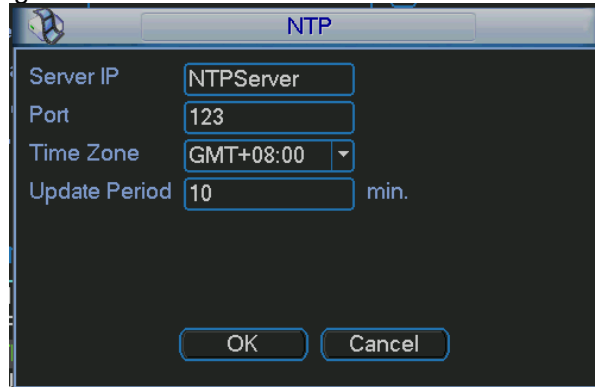 NTP
Server IP NTPServer
Port 123
Time Zone GMT+08:00
Update Period 10 min.
OK Cancel